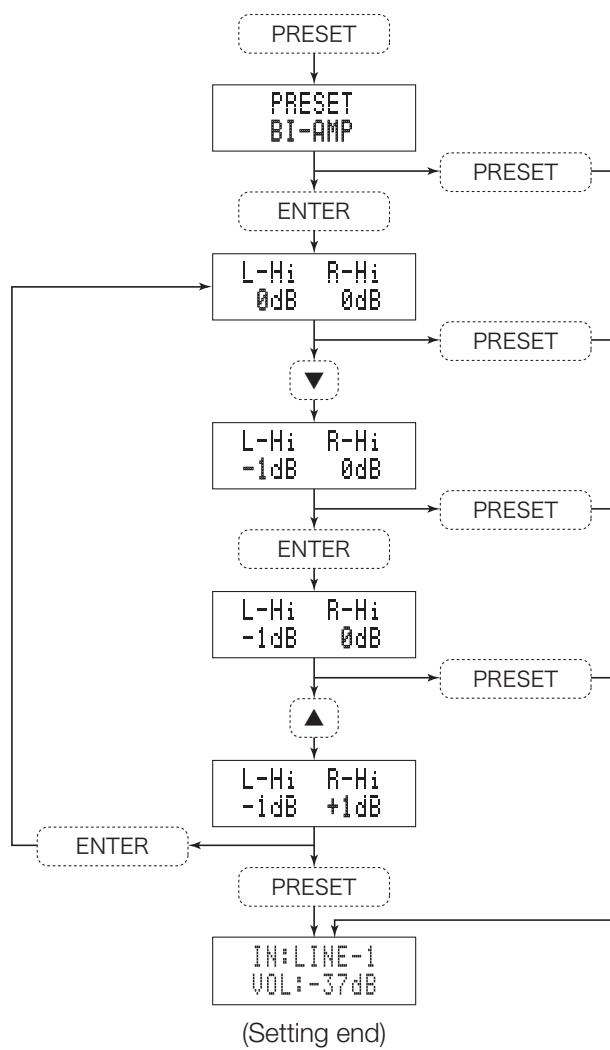 PRESET
PRESET
BI-AMP
PRESET
ENTER
L-Hi R-Hi
0dB 0dB
PRESET
▼
L-Hi R-Hi
-1dB 0dB
PRESET
ENTER
L-Hi R-Hi
-1dB 0dB
PRESET
▲
L-Hi R-Hi
-1dB +1dB
ENTER
PRESET
IN:LINE-1
VOL:-37dB
(Setting end)